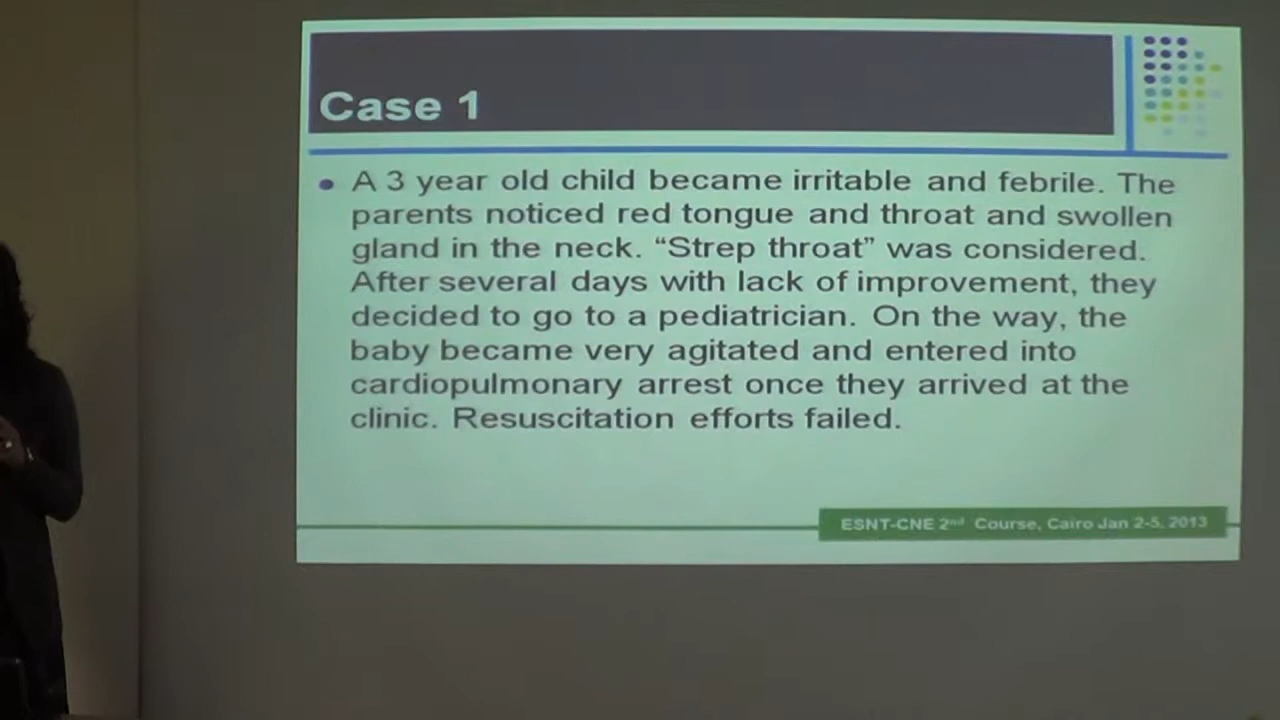 Case 1
A 3 year old child became irritable and febrile. The
parents noticed red tongue and throat and swollen
gland in the neck. “Strep throat” was considered.
After several days with lack of improvement, they
decided to go to a pediatrician. On the way, the
baby became very agitated and entered into
cardiopulmonary arrest once they arrived at the
clinic. Resuscitation efforts failed.
ESNT-CNE 2nd Course, Cairo Jan 2-5, 2013